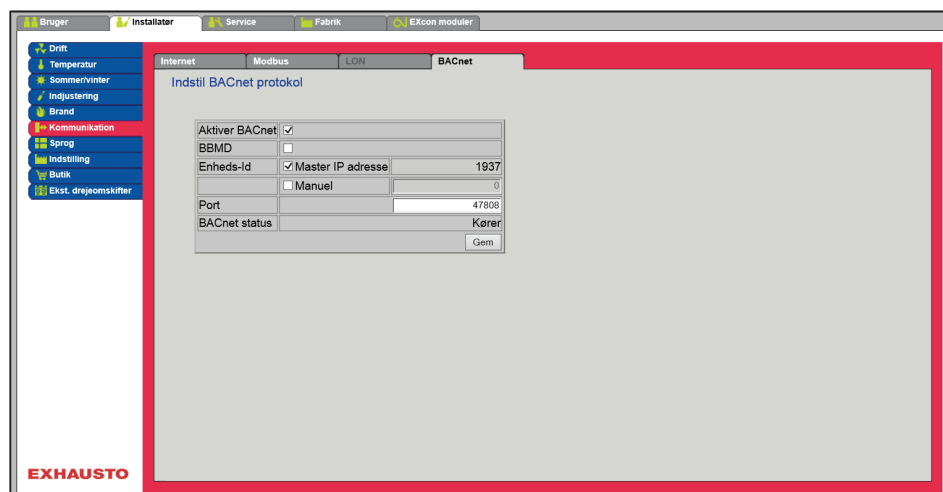 Bruger Installatør Service Fabrik EXcon moduler
Drift
Temperatur
Sommer/vinter
Indjustering
Brand
Kommunikation
Sprog
Indstilling
Butik
Ekst. drejeomskifter
Internet Modbus LON BACnet
Indstil BACnet protokol
Aktiver BACnet
BBMD
Enheds-Id Master IP adresse 1937
Manuel 0
Port 47808
BACnet status Kører
Gem
EXHAUSTO